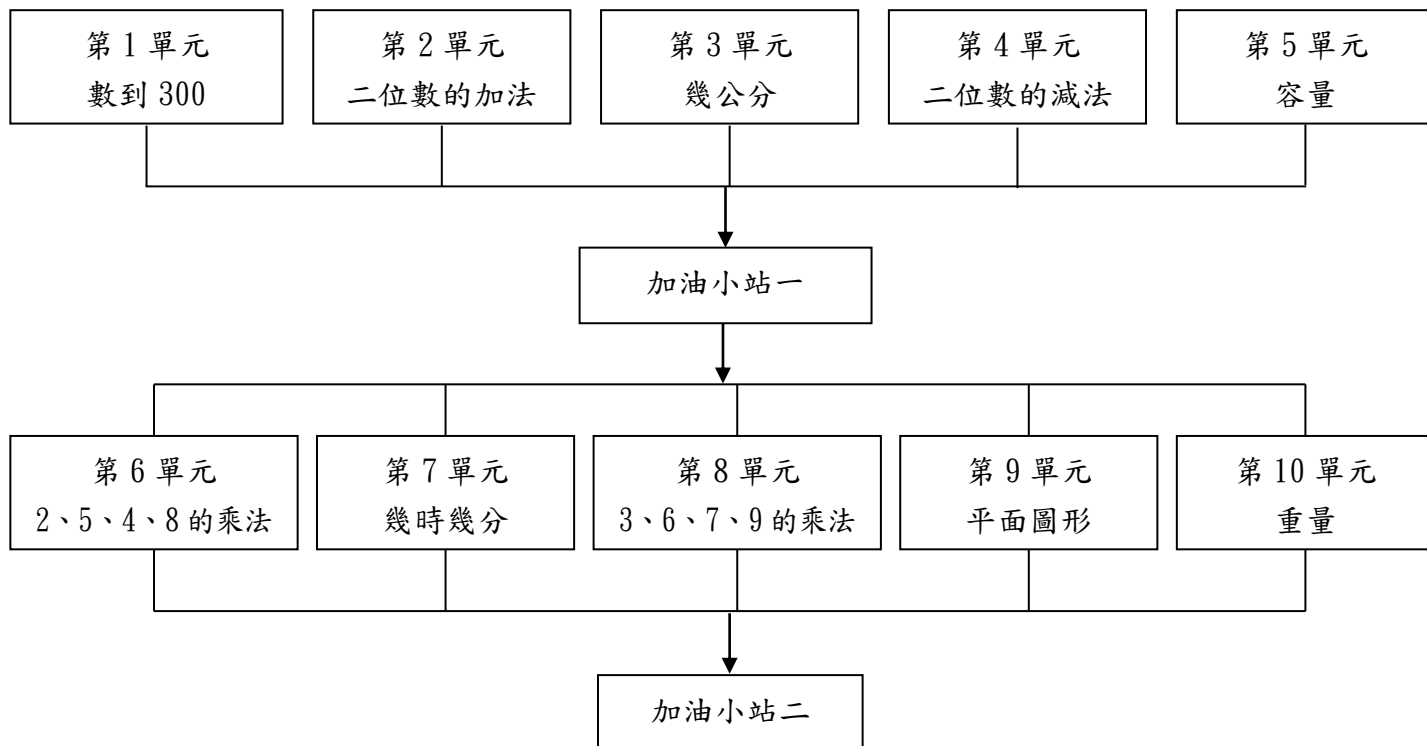 第 1 單元
數到 300
第 2 單元
二位數的加法
第 3 單元
幾公分
第 4 單元
二位數的減法
第 5 單元
容量
加油小站一
第 6 單元
2、5、4、8 的乘法
第 7 單元
幾時幾分
第 8 單元
3、6、7、9 的乘法
第 9 單元
平面圖形
第 10 單元
重量
加油小站二